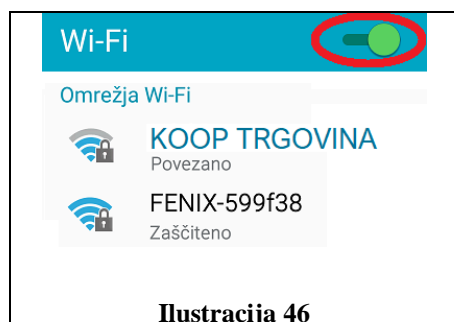 Wi-Fi
Omrežja Wi-Fi
KOOP TRGOVINA
Povezano
FENIX-599f38
Zaščiteno
Ilustracija 46